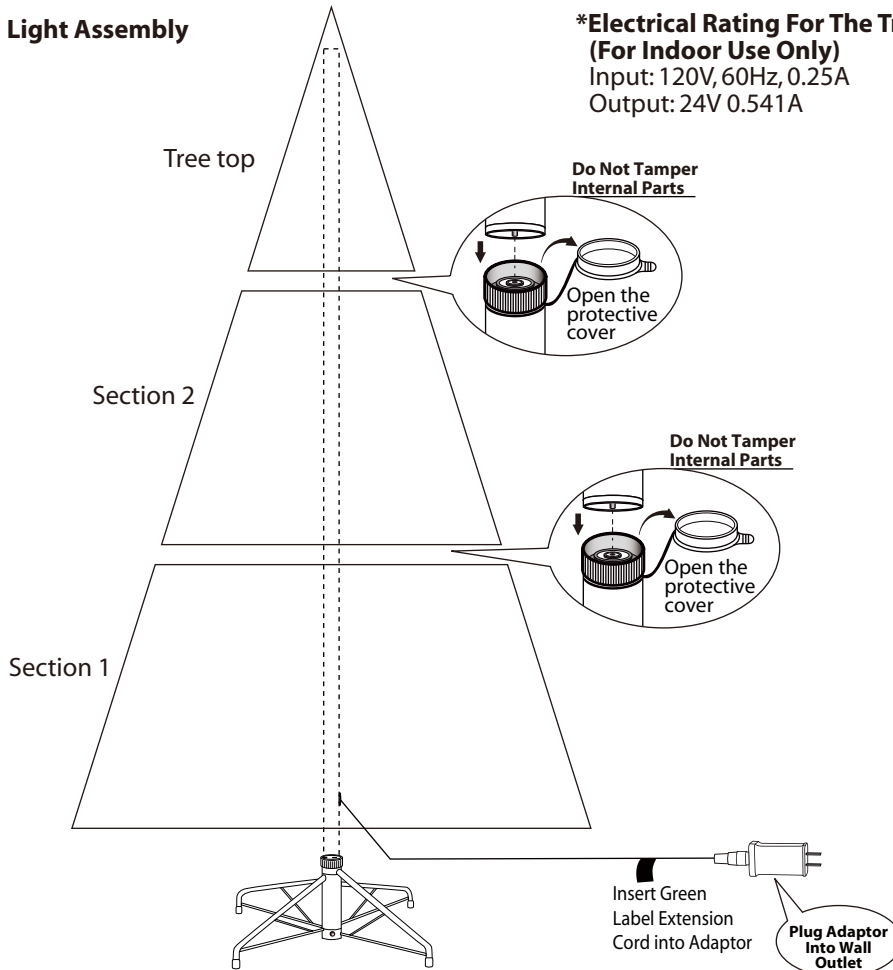 Light Assembly
*Electrical Rating For The
(For Indoor Use Only)
Input: 120V, 60Hz, 0.25A
Output: 24V 0.541A
Tree top
Do Not Tamper
Internal Parts
Open the
protective
cover
Section 2
Do Not Tamper
Internal Parts
Open the
protective
cover
Section 1
Insert Green
Label Extension
Cord into Adaptor
Plug Adaptor
Into Wall
Outlet